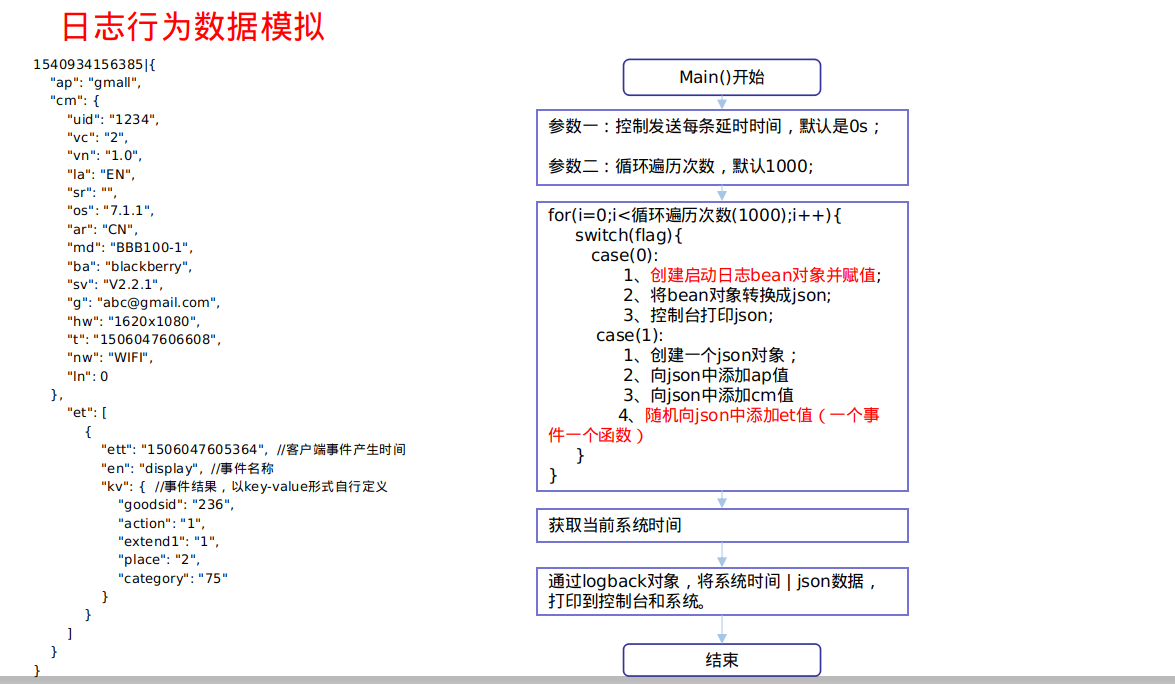 日志行为数据模拟
1540934156385|{
"ap": "gmall",
"cm": {
"uid": "1234",
"vc": "2",
"vn": "1.0",
"la": "EN",
"sr": "",
"os": "7.1.1",
"ar": "CN",
"md": "BBB100-1",
"ba": "blackberry",
"sv": "V2.2.1",
"g": "abc@gmail.com",
"hw": "1620x1080",
"t": "1506047606608",
"nw": "WIFI",
"ln": 0
},
"et": [
{
"ett": "1506047605364", //客户端事件产生时间
"en": "display", //事件名称
"kv": { //事件结果，以key-value形式自行定义
"goodsid": "236",
"action": "1",
"extend1": "1",
"place": "2",
"category": "75"
}
}
]
}
}
Main()开始
参数一：控制发送每条延时时间，默认是0s；
参数二：循环遍历次数，默认1000;
for(i=0;i<循环遍历次数(1000);i++){
switch(flag){
case(0):
1、创建启动日志bean对象并赋值;
2、将bean对象转换成json;
3、控制台打印json;
case(1):
1、创建一个json对象；
2、向json中添加ap值
3、向json中添加cm值
4、随机向json中添加et值（一个事
件一个函数）
}
}
获取当前系统时间
通过logback对象，将系统时间 | json数据，
打印到控制台和系统。
结束